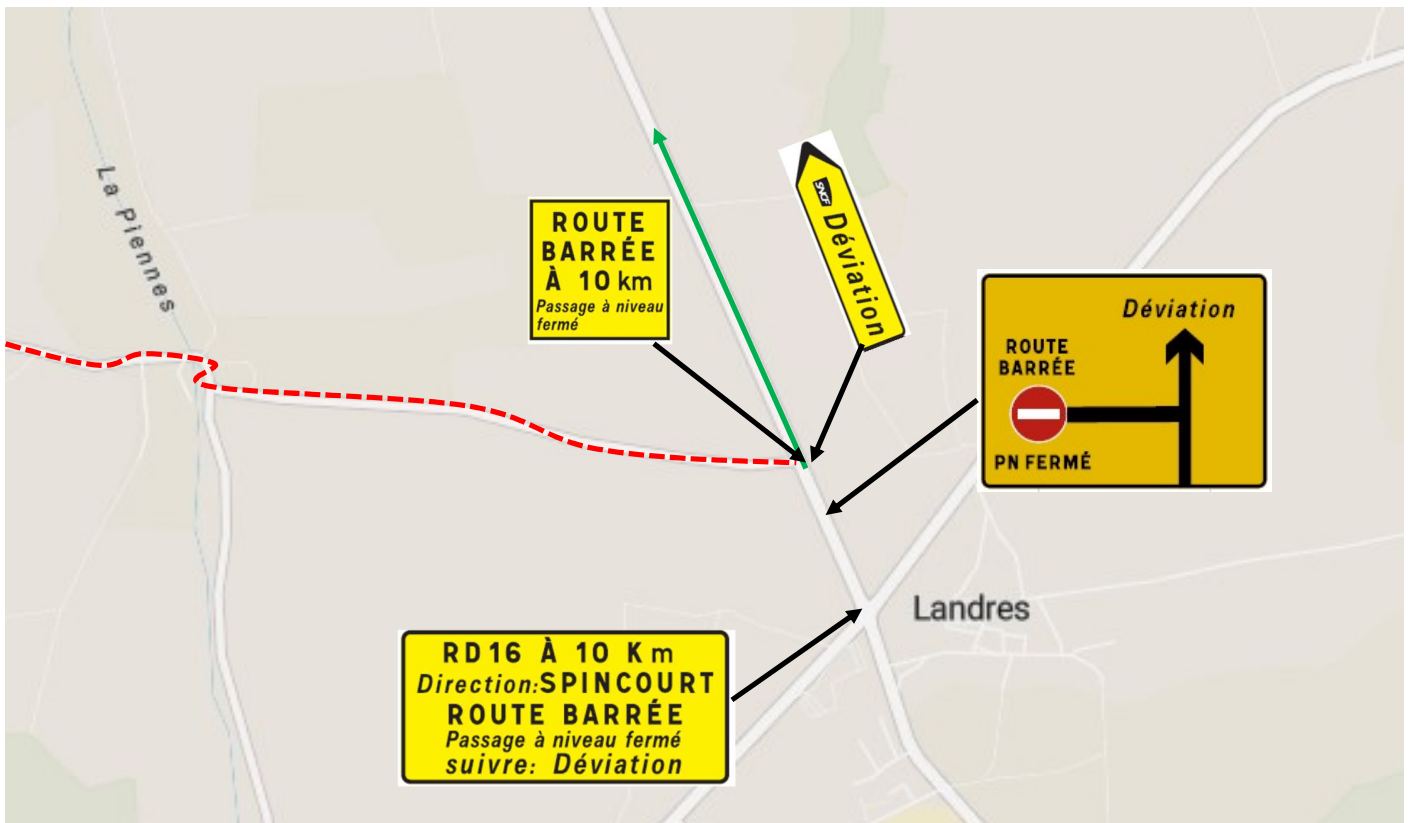 La Piennes
ROUTE
BARRÉE
À 10 km
Passage à niveau
fermé
SNCF Déviation
Déviation
ROUTE
BARRÉE
PN FERMÉ
Landres
RD16 À 10 Km
Direction:SPINCOURT
ROUTE BARRÉE
Passage à niveau fermé
suivre: Déviation